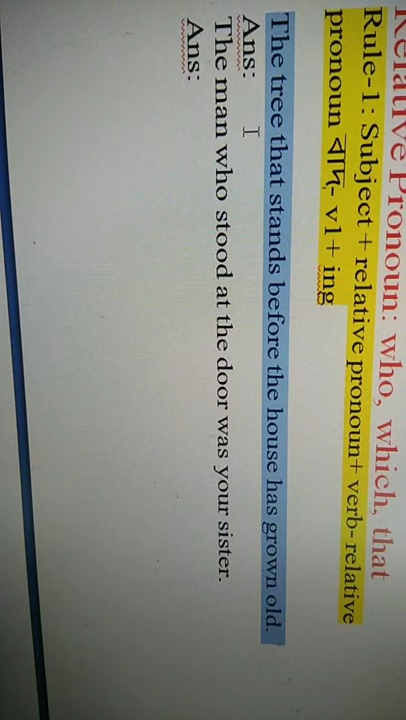 Relative Pronoun: who, which, that
Rule-1: Subject + relative pronoun+ verb- relative
pronoun বাদ- v1+ ing
The tree that stands before the house has grown old.
Ans:
The man who stood at the door was your sister.
Ans: